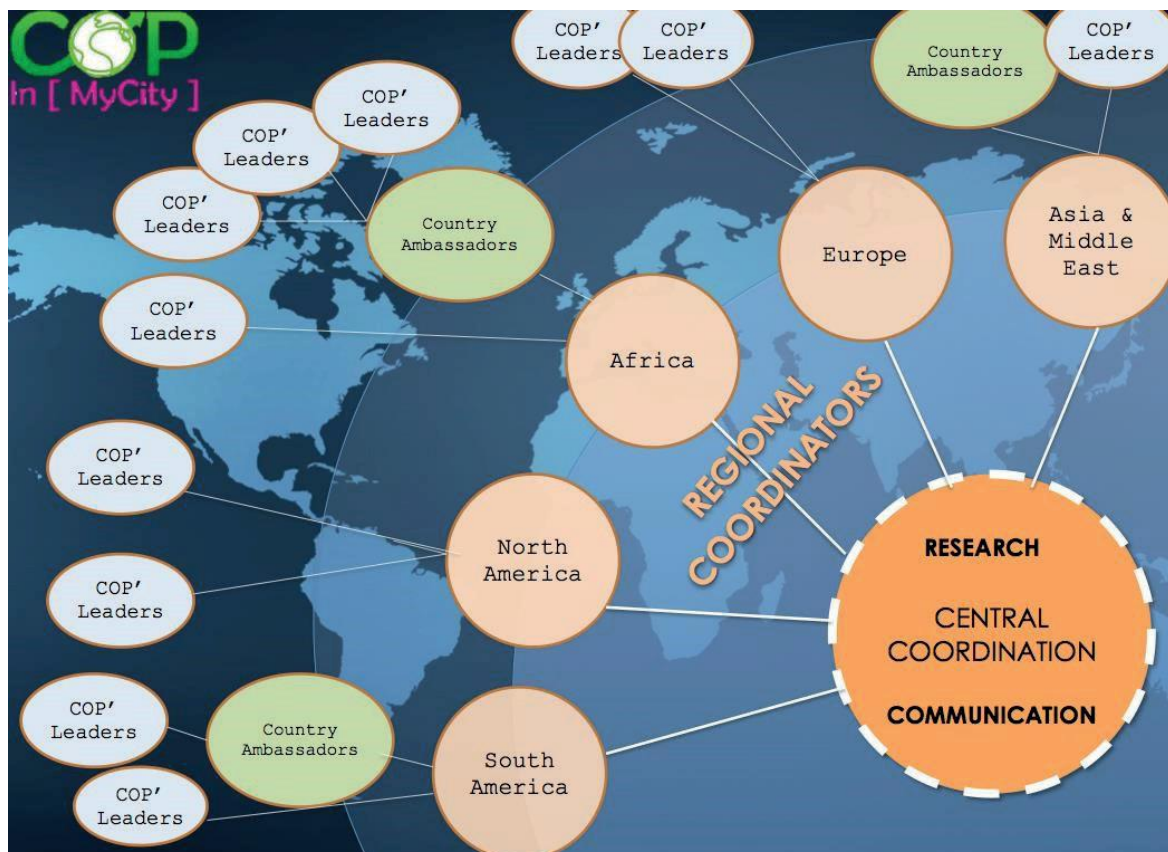 COP
In [ MyCity ]
COP'
Leaders
COP'
Leaders
Country
Ambassadors
COP'
Leaders
COP'
Leaders
COP'
Leaders
COP'
Leaders
Country
Ambassadors
Europe
Asia &
Middle
East
COP'
Leaders
Africa
REGIONAL
COORDINATORS
COP'
Leaders
North
America
COP'
Leaders
RESEARCH
CENTRAL
COORDINATION
COMMUNICATION
COP'
Leaders
Country
Ambassadors
South
America
COP'
Leaders